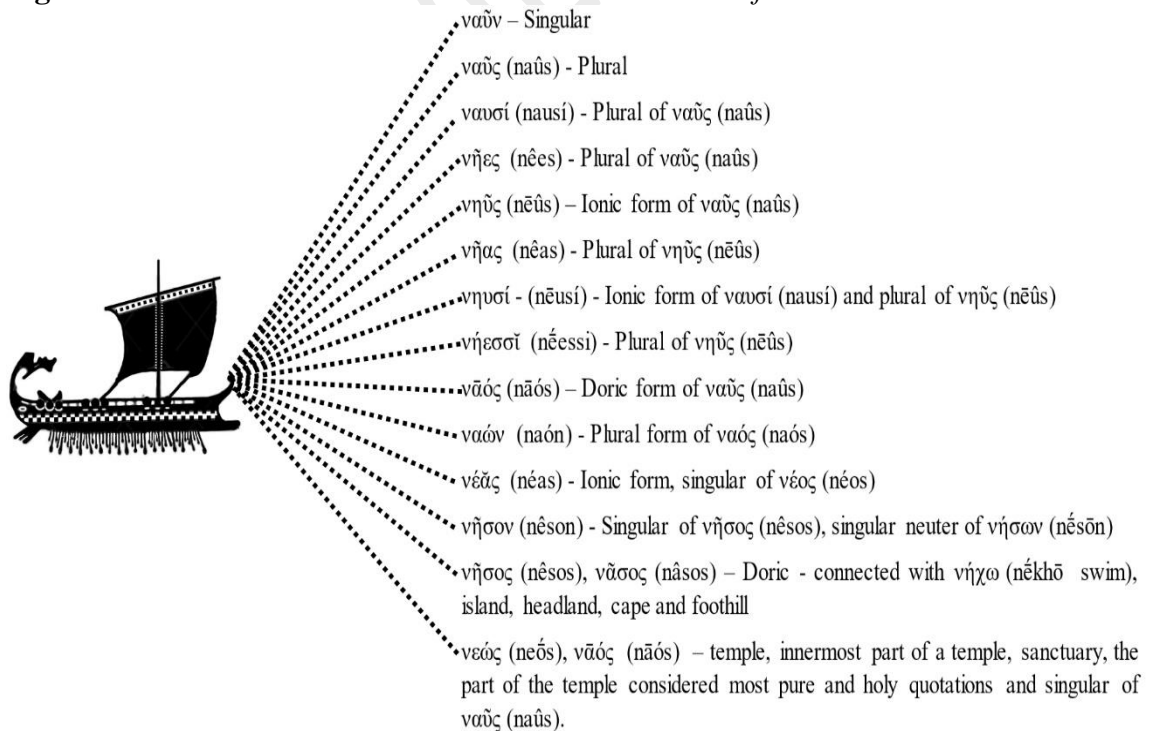 ναῦν – Singular
ναῦς (naûs) - Plural
ναυσί (nausí) - Plural of ναῦς (naûs)
νῆες (nêes) - Plural of ναῦς (naûs)
νηῦς (nēûs) – Ionic form of ναῦς (naûs)
νῆας (nêas) - Plural of νηῦς (nēûs)
νηυσί - (nēusí) - Ionic form of ναυσί (nausí) and plural of νηῦς (nēûs)
νήεσσῐ (nḗessi) - Plural of νηῦς (nēûs)
νᾱός (nāós) – Doric form of ναῦς (naûs)
ναών (naón) - Plural form of ναός (naós)
νέᾰς (néas) - Ionic form, singular of νέος (néos)
νῆσον (nêson) - Singular of νῆσος (nêsos), singular neuter of νήσων (nḗsōn)
νῆσος (nêsos), νᾶσος (nâsos) – Doric - connected with νήχω (nḗkhō swim),
island, headland, cape and foothill
νεώς (neṓs), νᾱός (nāós) – temple, innermost part of a temple, sanctuary, the
part of the temple considered most pure and holy quotations and singular of
ναῦς (naûs).